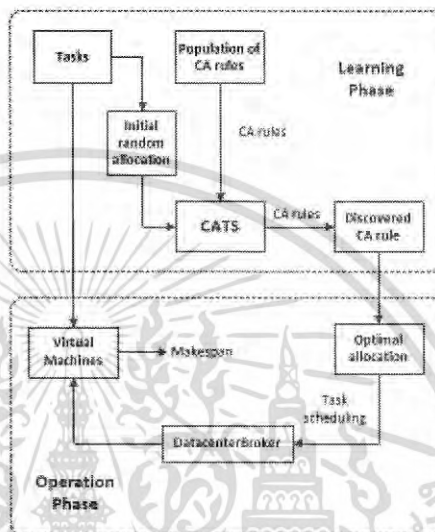 Tasks
Population of
CA rules
Learning
Phase
Initial
random
allocation
CA rules
CATS
CA rules
Discovered
CA rule
Virtual
Machines
Makespan
Optimal
allocation
Task
scheduling
DatacenterBroker
Operation
Phase